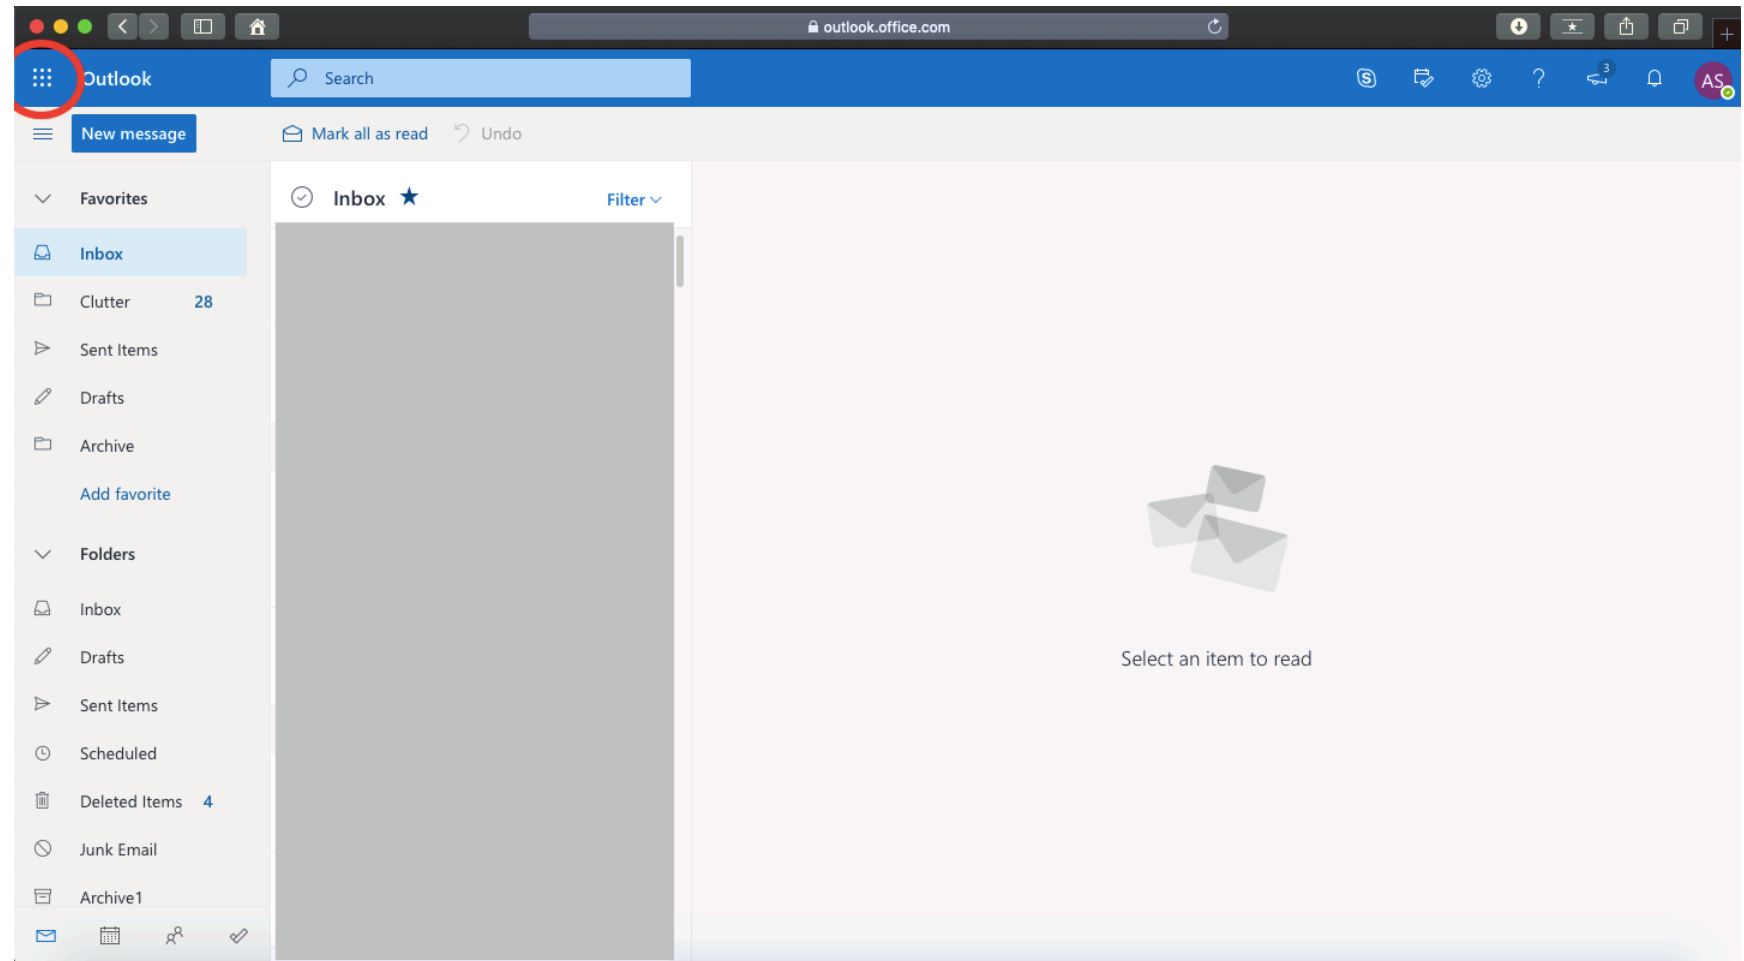 outlook.office.com
Outlook
Search
3
AS
New message
Mark all as read
Undo
Favorites
Inbox
Filter
Inbox
Clutter 28
Sent Items
Drafts
Archive
Add favorite
Folders
Inbox
Drafts
Sent Items
Scheduled
Deleted Items 4
Junk Email
Archive1
Select an item to read